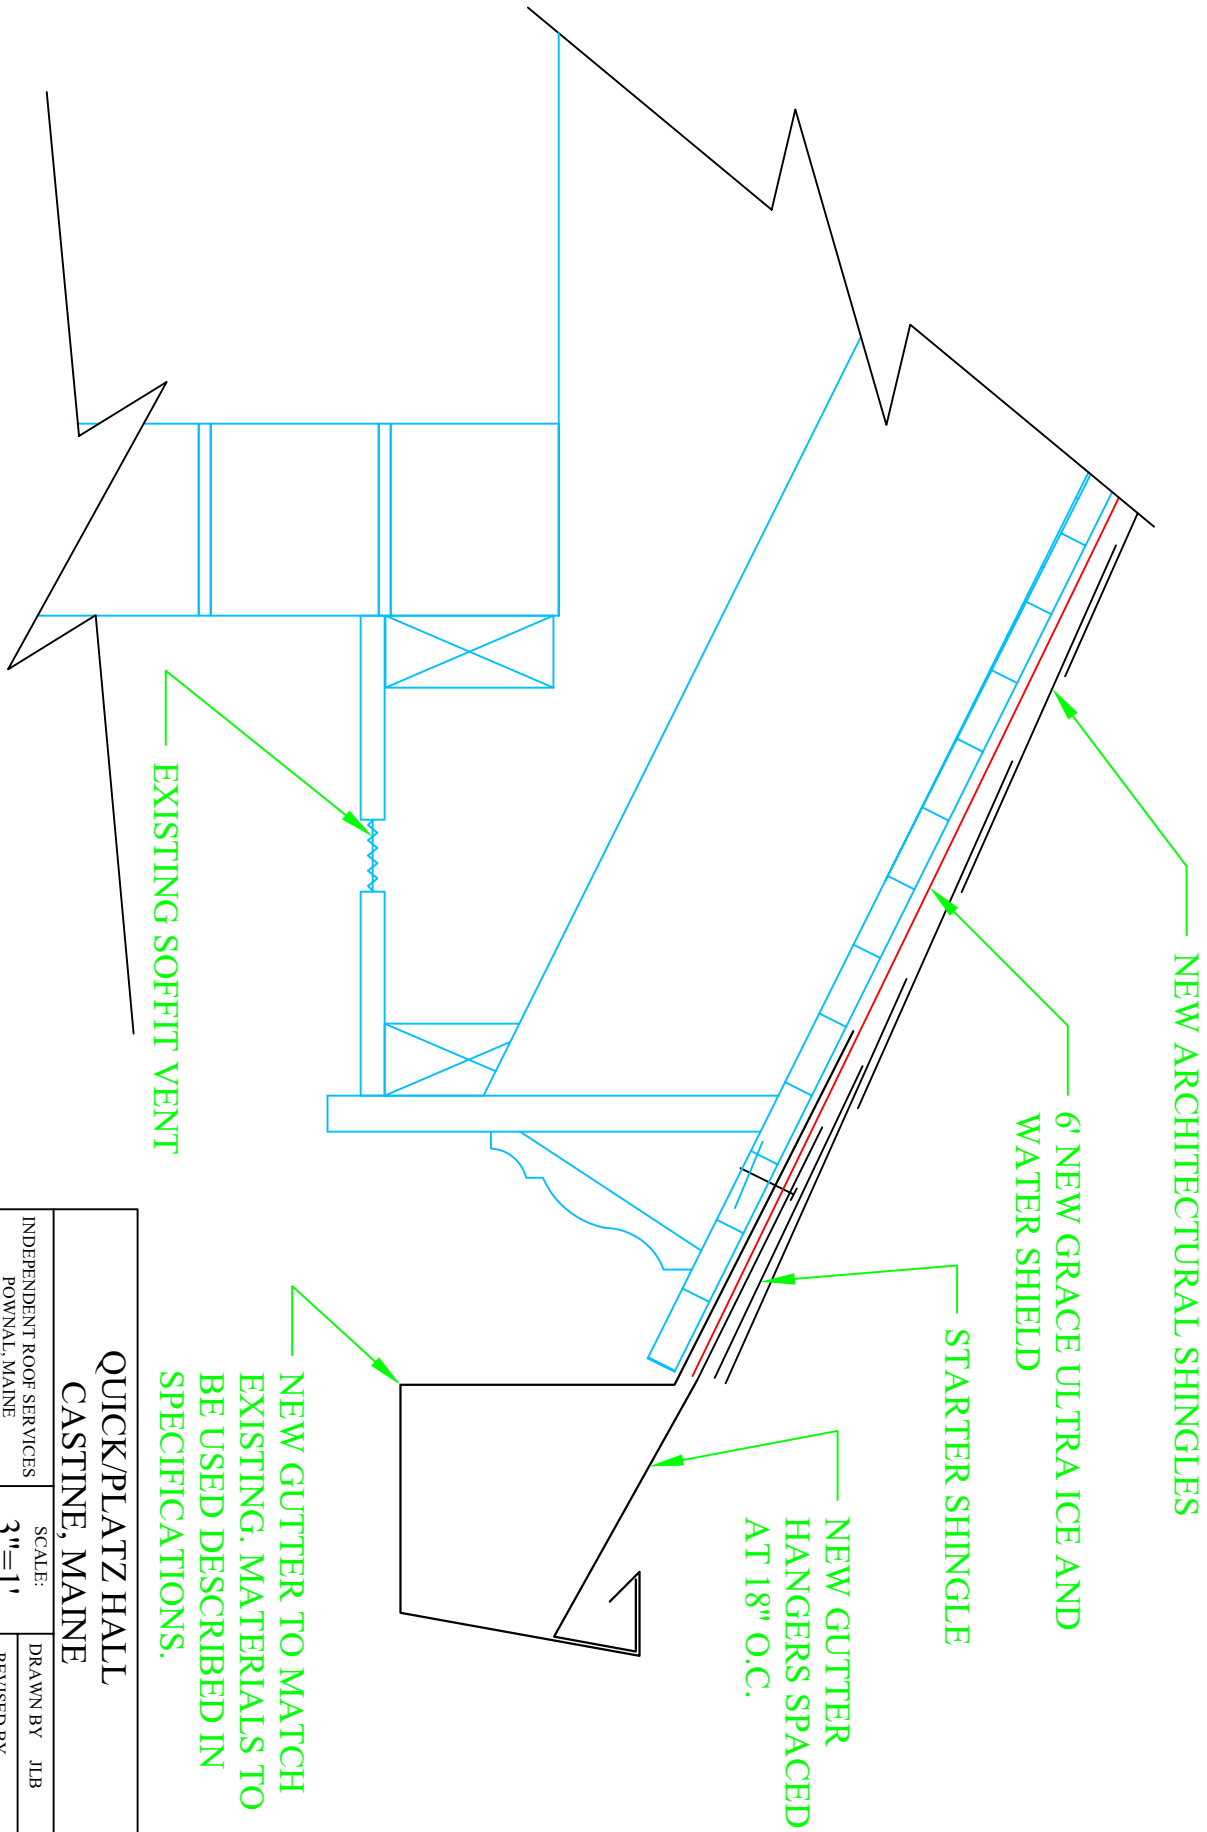 NEW ARCHITECTURAL SHINGLES
6' NEW GRACE ULTRA ICE AND
WATER SHIELD
STARTER SHINGLE
NEW GUTTER
HANGERS SPACED
AT 18" O.C.
NEW GUTTER TO MATCH
EXISTING. MATERIALS TO
BE USED DESCRIBED IN
SPECIFICATIONS.
EXISTING SOFFIT VENT
QUICK/PLATZ HALL
CASTINE, MAINE
INDEPENDENT ROOF SERVICES
POWNAL, MAINE
SCALE:
3"=1'
DRAWN BY JLB
REVISED BY